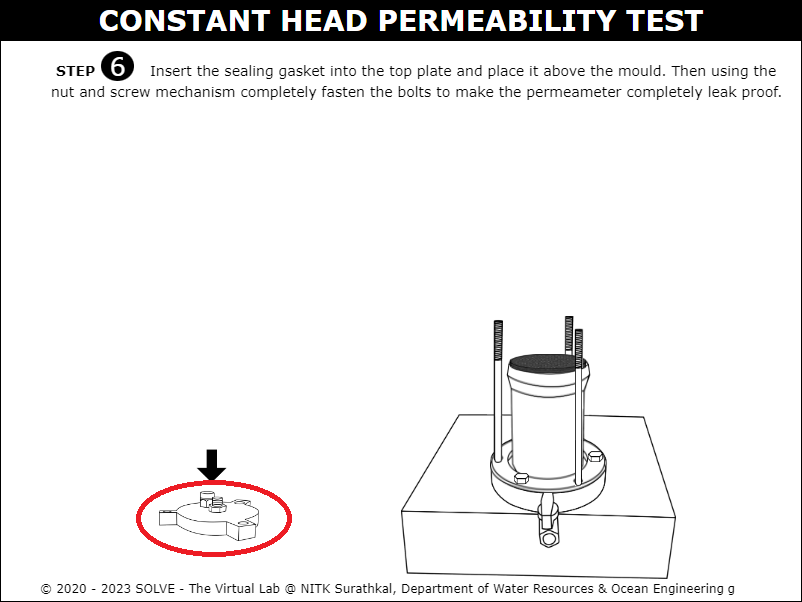 CONSTANT HEAD PERMEABILITY TEST
STEP 6 Insert the sealing gasket into the top plate and place it above the mould. Then using the
nut and screw mechanism completely fasten the bolts to make the permeameter completely leak proof.
© 2020 - 2023 SOLVE - The Virtual Lab @ NITK Surathkal, Department of Water Resources & Ocean Engineering g